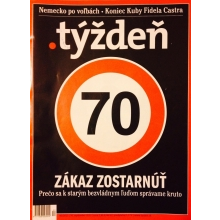 Nemecko po voľbách • Koniec Kuby Fidela Castra
.týždeň
70
ZÁKAZ ZOSTARNÚŤ
Prečo sa k starým bezvládnym ľuďom správame kruto